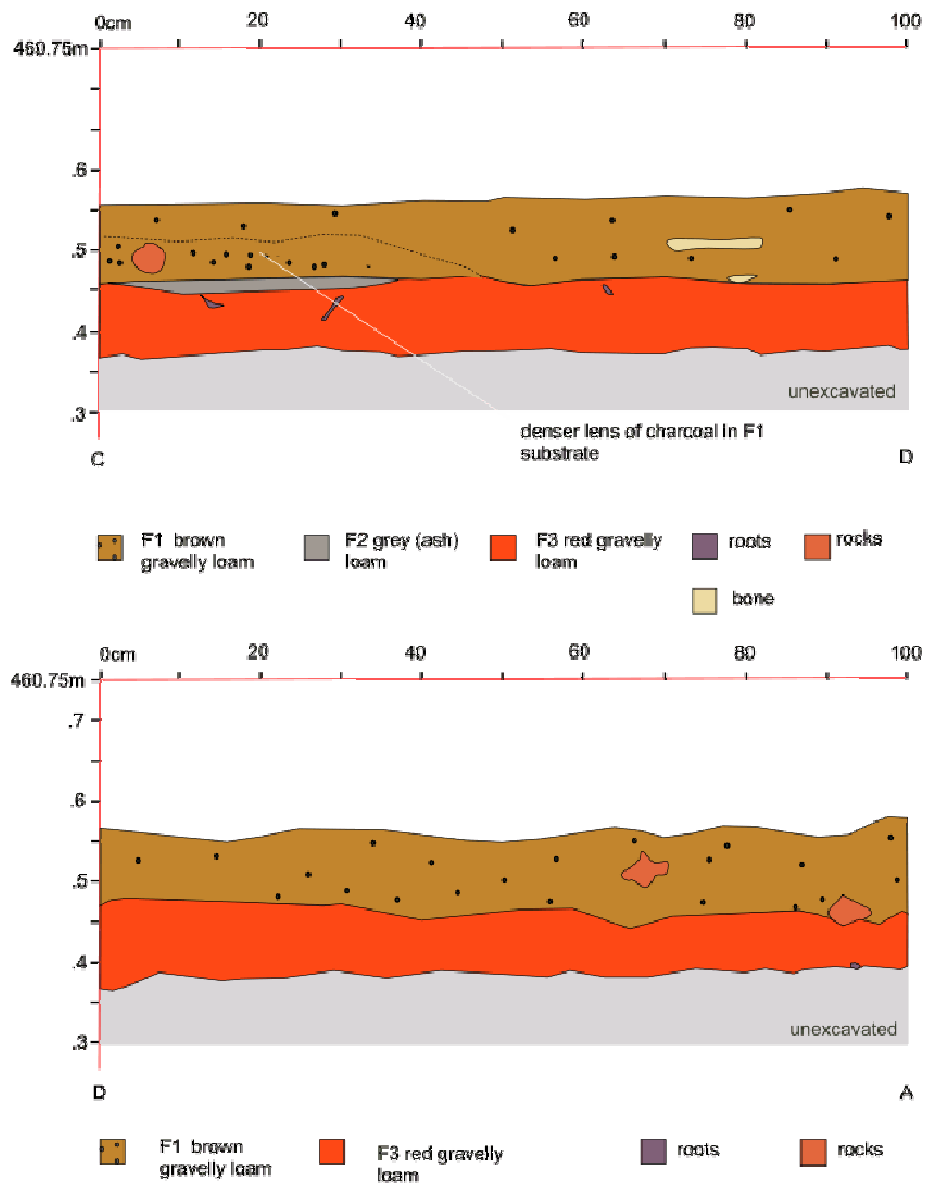 0cm 20 40 60 80 100
460.75m
.6
.5
.4
unexcavated
.3
denser lens of charcoal in F1
substrate
C D
F1 brown
gravelly loam
F2 grey (ash)
loam
F3 red gravelly
loam
roots
rocks
bone
0cm 20 40 60 80 100
460.75m
.7
.6
.5
.4
unexcavated
.3
D A
F1 brown
gravelly loam
F3 red gravelly
loam
roots
rocks